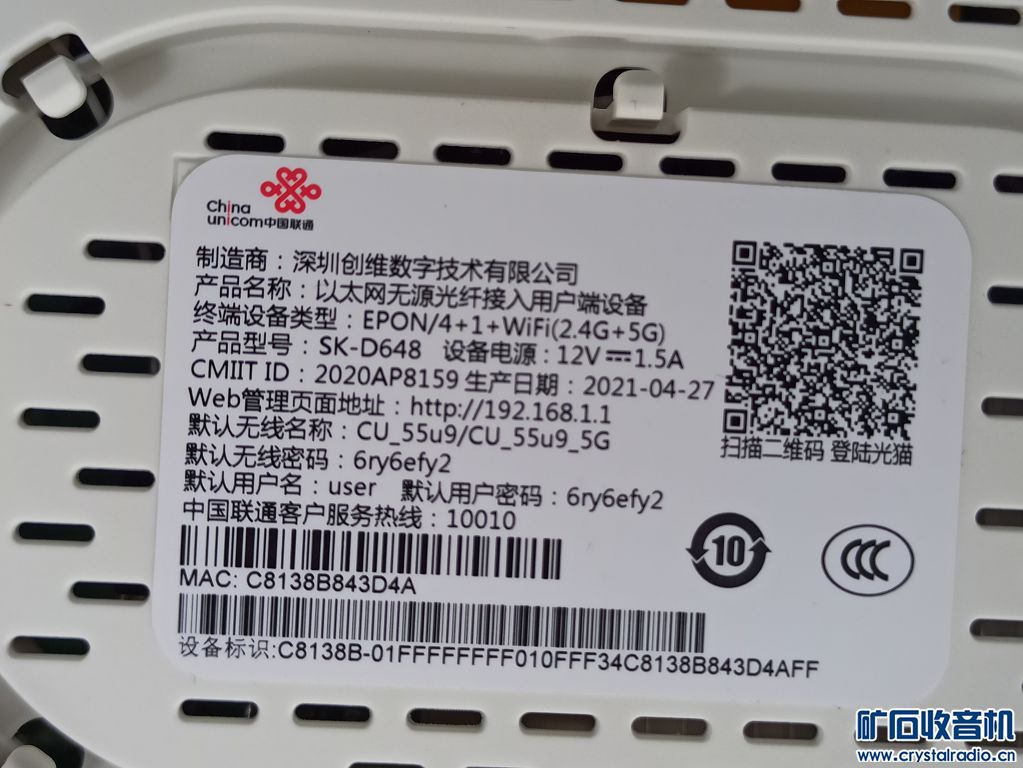 China
unicom中国联通
制造商：深圳创维数字技术有限公司
产品名称：以太网无源光纤接入用户端设备
终端设备类型：EPON/4+1+WiFi(2.4G+5G)
产品型号：SK-D648 设备电源：12V⎓1.5A
CMIIT ID：2020AP8159 生产日期：2021-04-27
Web管理页面地址：http://192.168.1.1
默认无线名称：CU_55u9/CU_55u9_5G
默认无线密码：6ry6efy2
默认用户名：user 默认用户密码：6ry6efy2
中国联通客户服务热线：10010
扫描二维码 登陆光猫
10
CCC
MAC: C8138B843D4A
设备标识:C8138B-01FFFFFFFF010FFF34C8138B843D4AFF
矿石收音机
www.crystalradio.cn